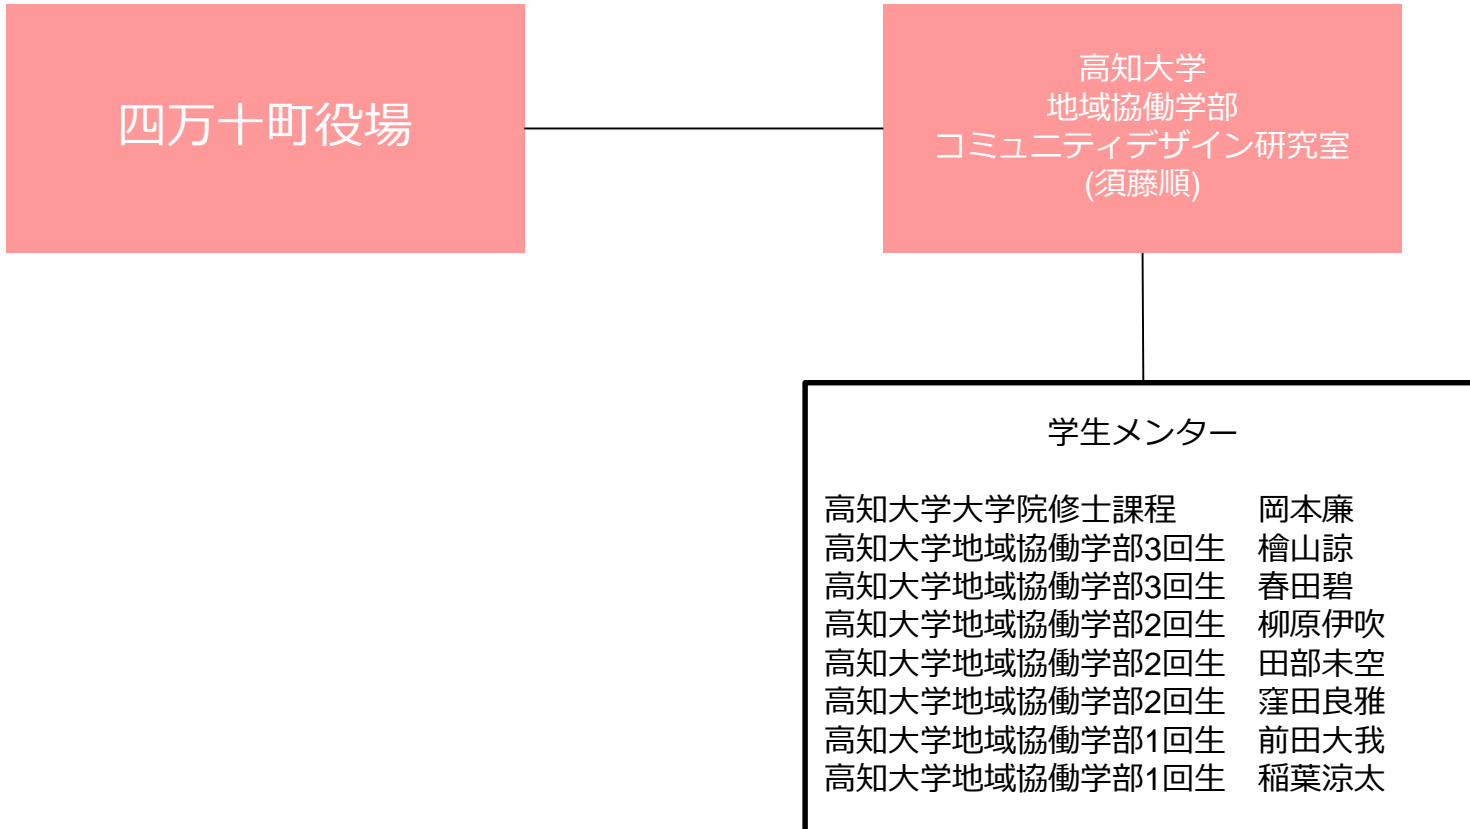 四万十町役場
高知大学
地域協働学部
コミュニティデザイン研究室
(須藤順)
学生メンター
高知大学大学院修士課程　岡本廉
高知大学地域協働学部3回生　檜山諒
高知大学地域協働学部3回生　春田碧
高知大学地域協働学部2回生　柳原伊吹
高知大学地域協働学部2回生　田部未空
高知大学地域協働学部2回生　窪田良雅
高知大学地域協働学部1回生　前田大我
高知大学地域協働学部1回生　稲葉涼太